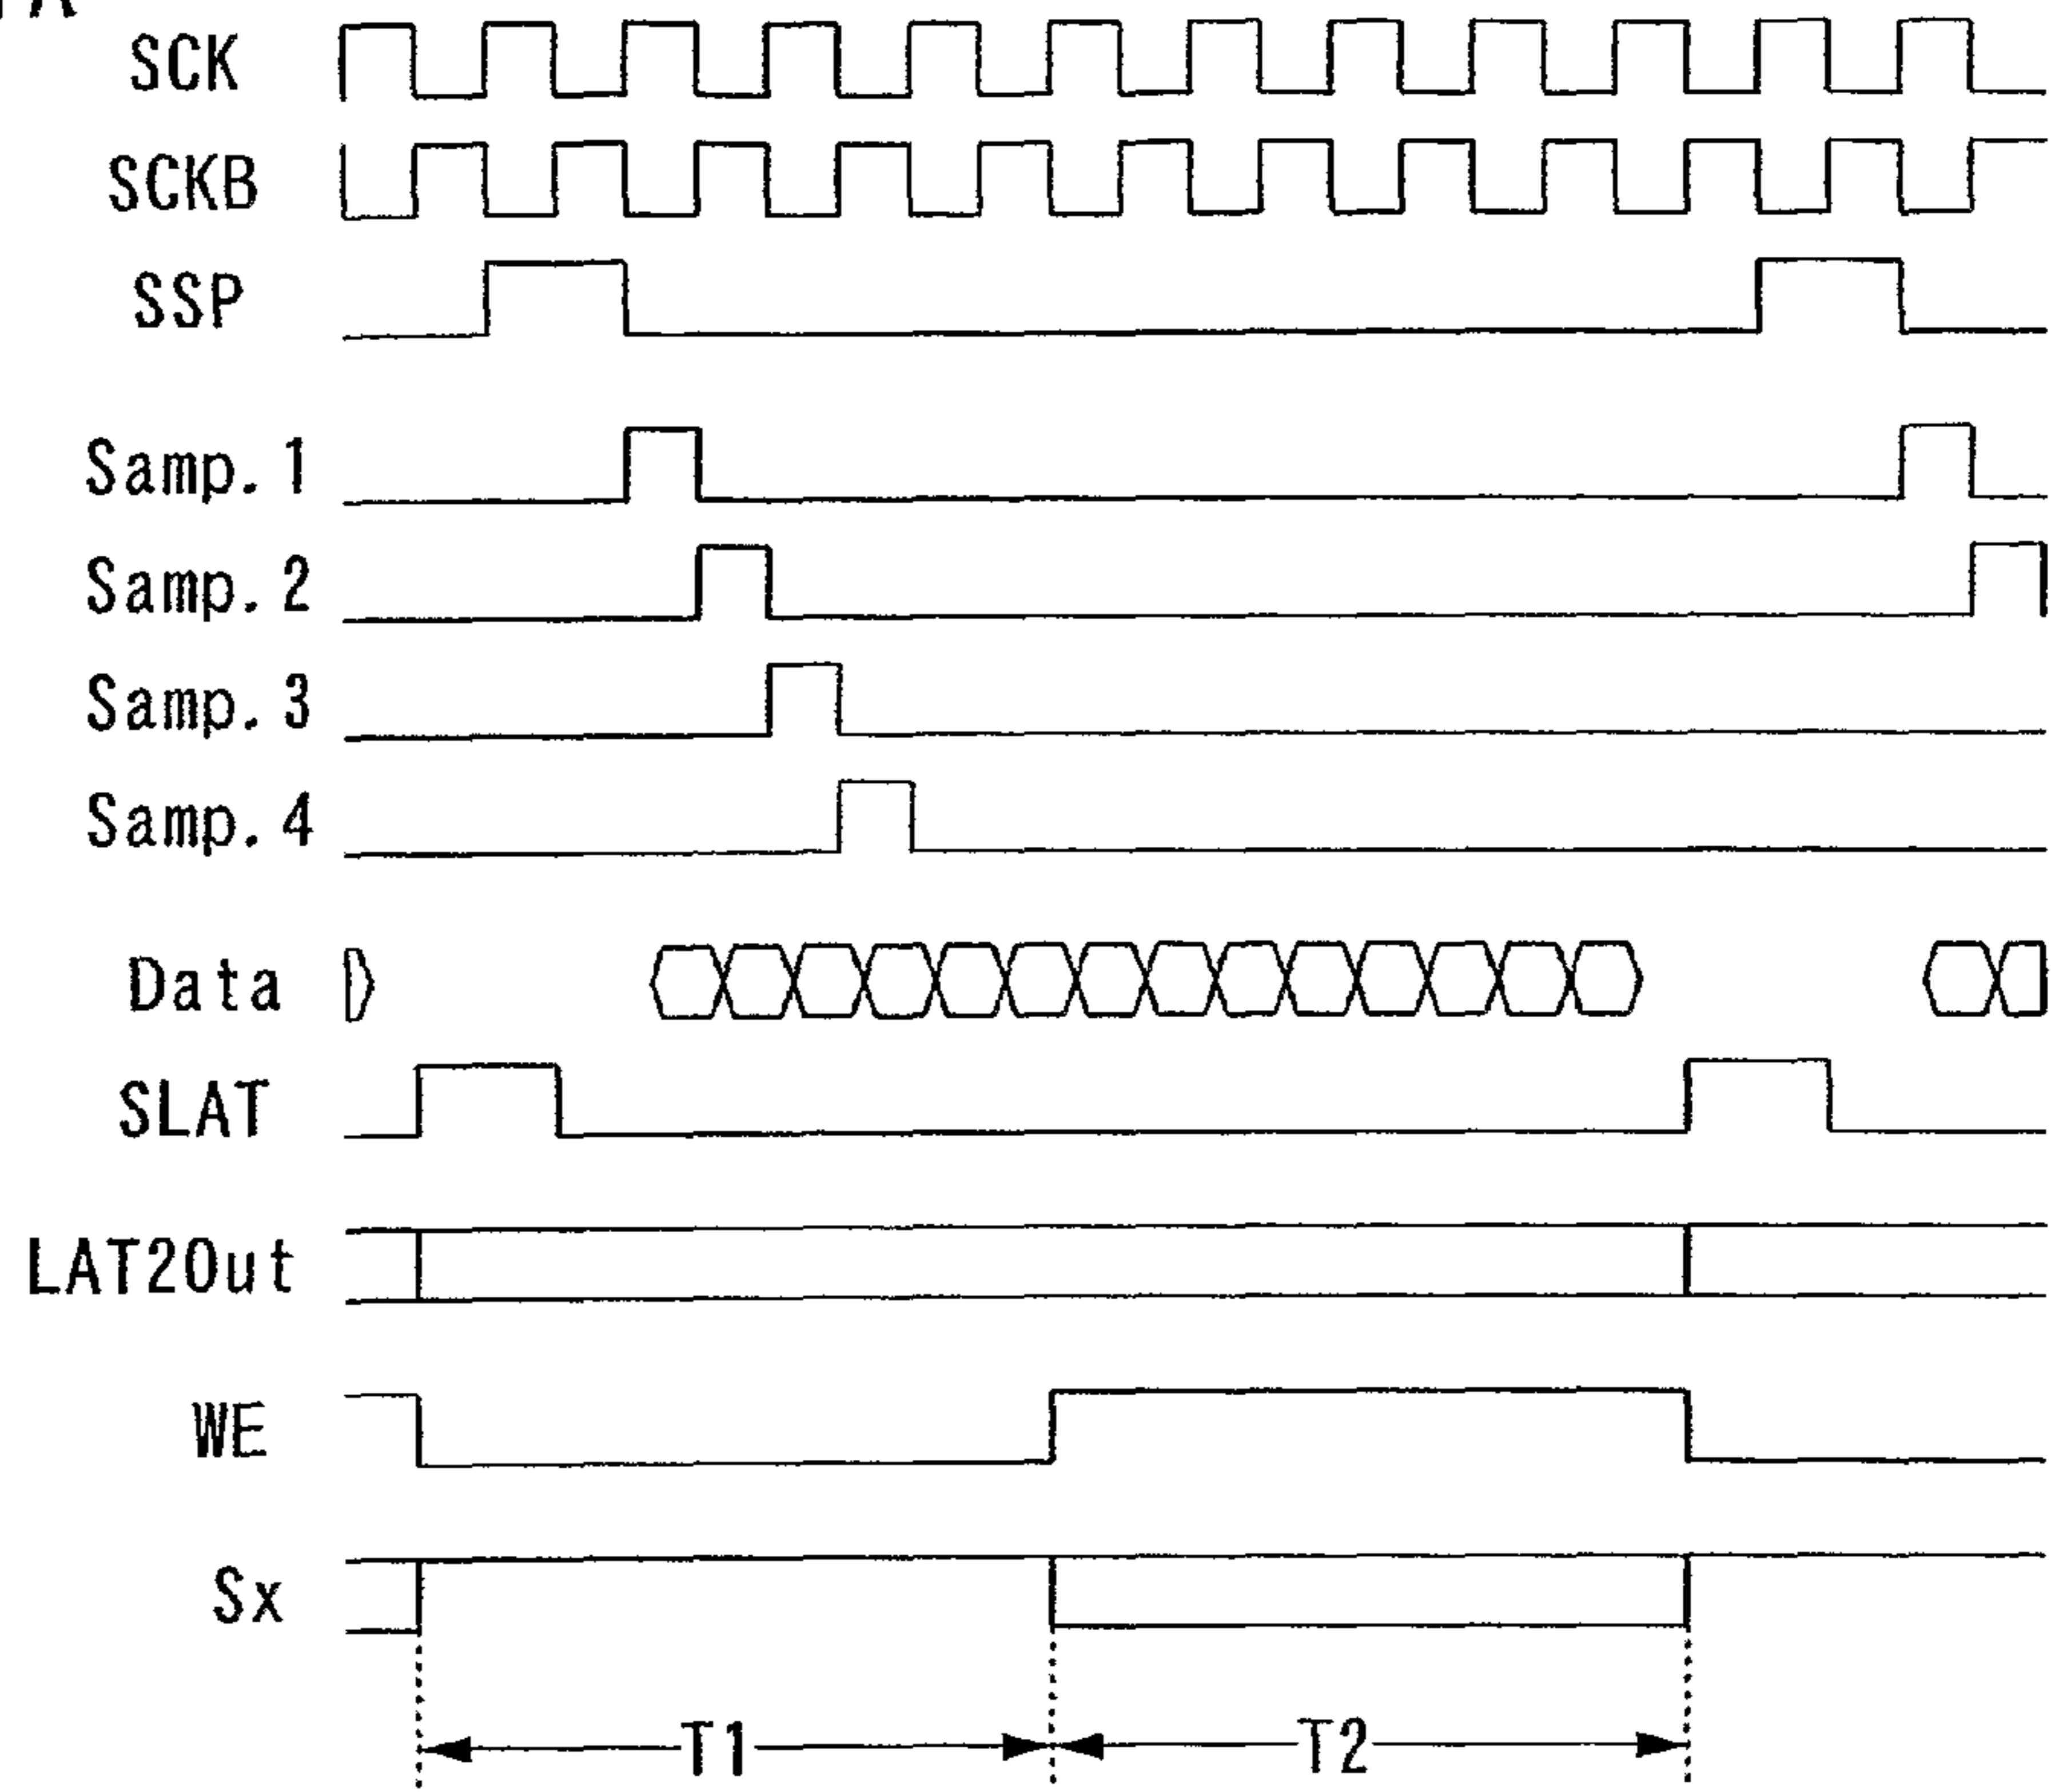 SCK
SCKB
SSP
Samp.1
Samp.2
Samp.3
Samp.4
Data
SLAT
LAT2Out
WE
Sx
T1
T2